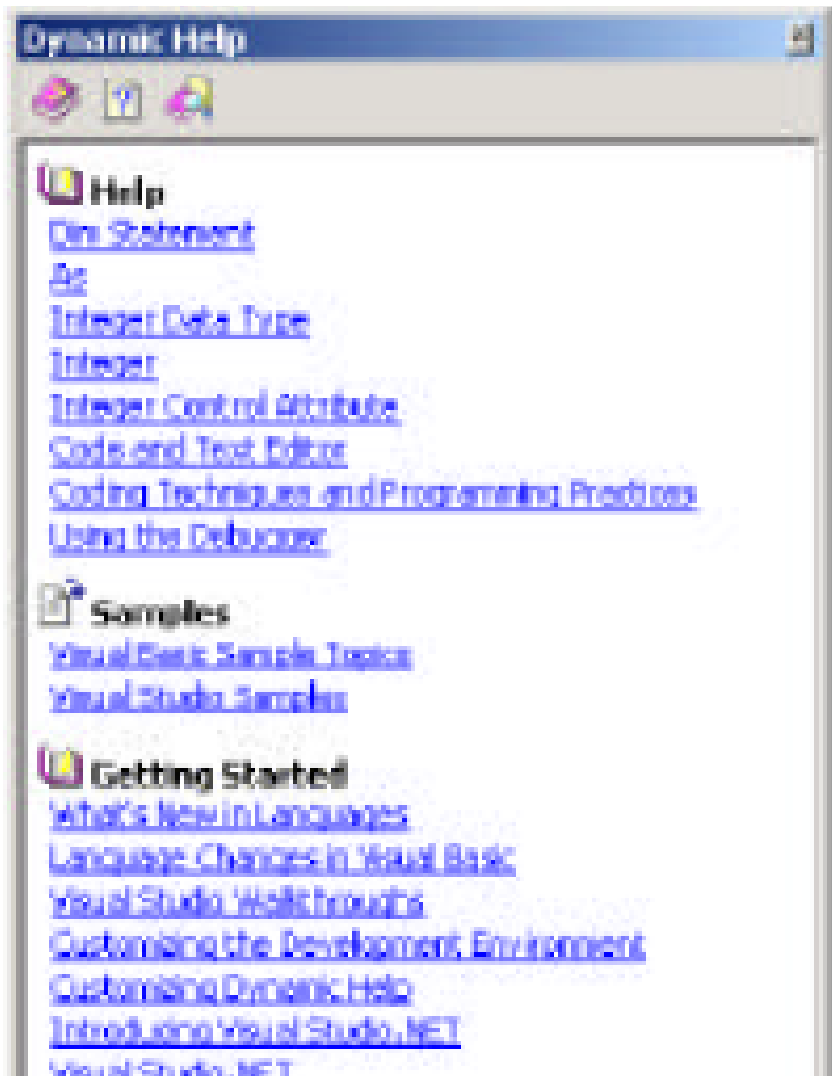 Dynamic Help
Help
Dim Statement
As
Integer Data Type
Integer
Integer Control Attribute
Code and Text Editor
Coding Techniques and Programming Practices
Using the Debugger
Samples
Visual Basic Sample Topics
Visual Studio Samples
Getting Started
What's New in Languages
Language Changes in Visual Basic
Visual Studio Walkthroughs
Customizing the Development Environment
Customizing Dynamic Help
Introducing Visual Studio.NET
Visual Studio .NET